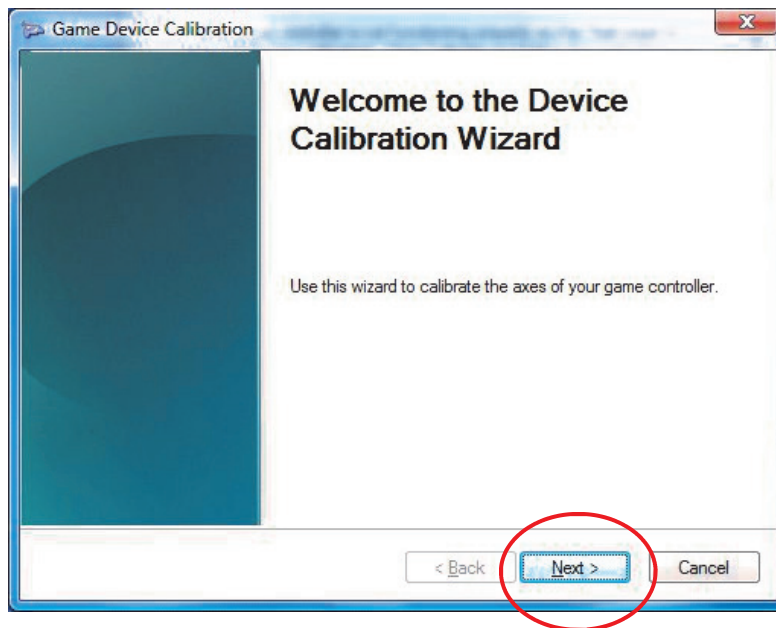 Game Device Calibration
Welcome to the Device
Calibration Wizard
Use this wizard to calibrate the axes of your game controller.
< Back Next > Cancel